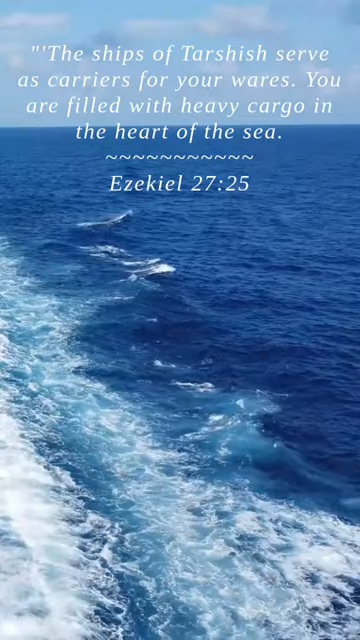 "'The ships of Tarshish serve
as carriers for your wares. You
are filled with heavy cargo in
the heart of the sea.
~~~~~~~~~~~
Ezekiel 27:25